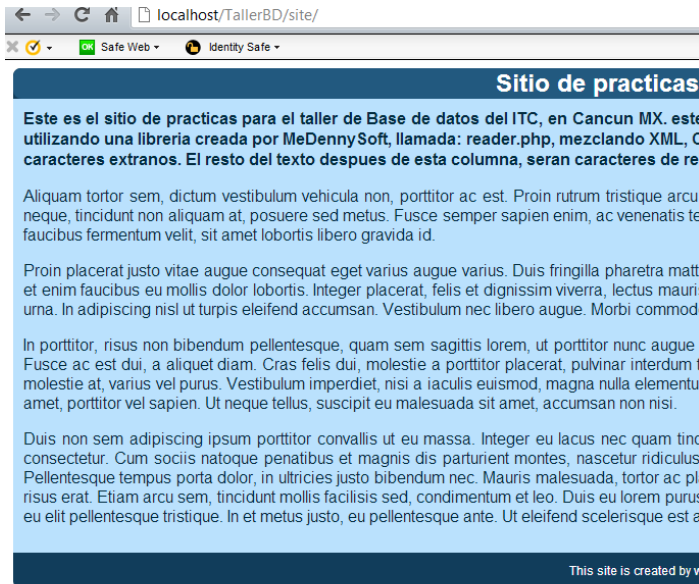 localhost/TallerBD/site/
OK Safe Web Identity Safe
Sitio de practicas
Este es el sitio de practicas para el taller de Base de datos del ITC, en Cancun MX. este
utilizando una libreria creada por MeDennySoft, llamada: reader.php, mezclando XML,
caracteres extranos. El resto del texto despues de esta columna, seran caracteres de re
Aliquam tortor sem, dictum vestibulum vehicula non, porttitor ac est. Proin rutrum tristique arcu
neque, tincidunt non aliquam at, posuere sed metus. Fusce semper sapien enim, ac venenatis te
faucibus fermentum velit, sit amet lobortis libero gravida id.
Proin placerat justo vitae augue consequat eget varius augue varius. Duis fringilla pharetra matt
et enim faucibus eu mollis dolor lobortis. Integer placerat, felis et dignissim viverra, lectus mauri
urna. In adipiscing nisl ut turpis eleifend accumsan. Vestibulum nec libero augue. Morbi commod
In porttitor, risus non bibendum pellentesque, quam sem sagittis lorem, ut porttitor nunc augue
Fusce ac est dui, a aliquet diam. Cras felis dui, molestie a porttitor placerat, pulvinar interdum
molestie at, varius vel purus. Vestibulum imperdiet, nisi a iaculis euismod, magna nulla elementu
amet, porttitor vel sapien. Ut neque tellus, suscipit eu malesuada sit amet, accumsan non nisi.
Duis non sem adipiscing ipsum porttitor convallis ut eu massa. Integer eu lacus nec quam tinc
consectetur. Cum sociis natoque penatibus et magnis dis parturient montes, nascetur ridiculus
Pellentesque tempus porta dolor, in ultricies justo bibendum nec. Mauris malesuada, tortor ac pl
risus erat. Etiam arcu sem, tincidunt mollis facilisis sed, condimentum et leo. Duis eu lorem purus
eu elit pellentesque tristique. In et metus justo, eu pellentesque ante. Ut eleifend scelerisque est a
This site is created by